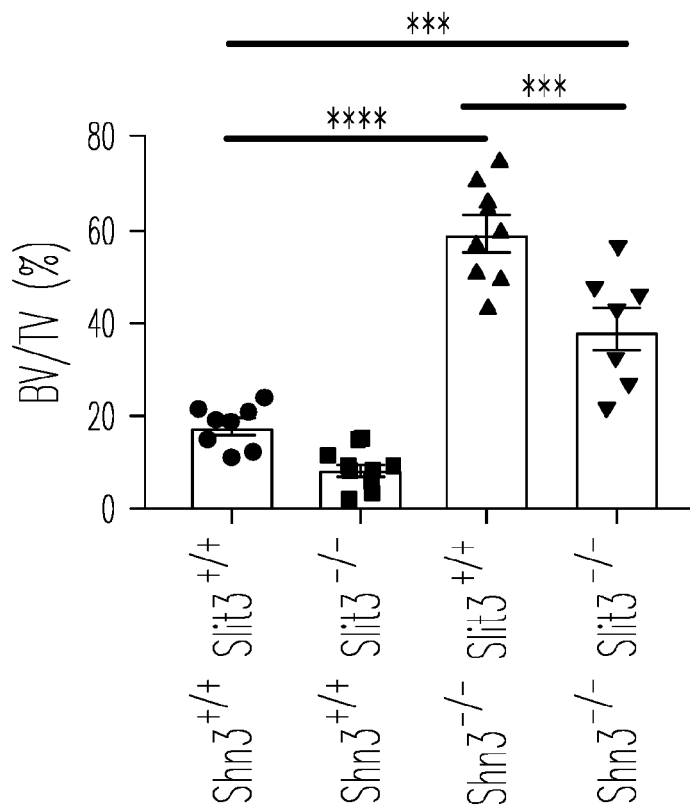 ***
***
****
80
60
40
20
0
BV/TV (%)
Shn3+/+ Slit3+/+
Shn3+/+ Slit3-/-
Shn3-/- Slit3+/+
Shn3-/- Slit3-/-